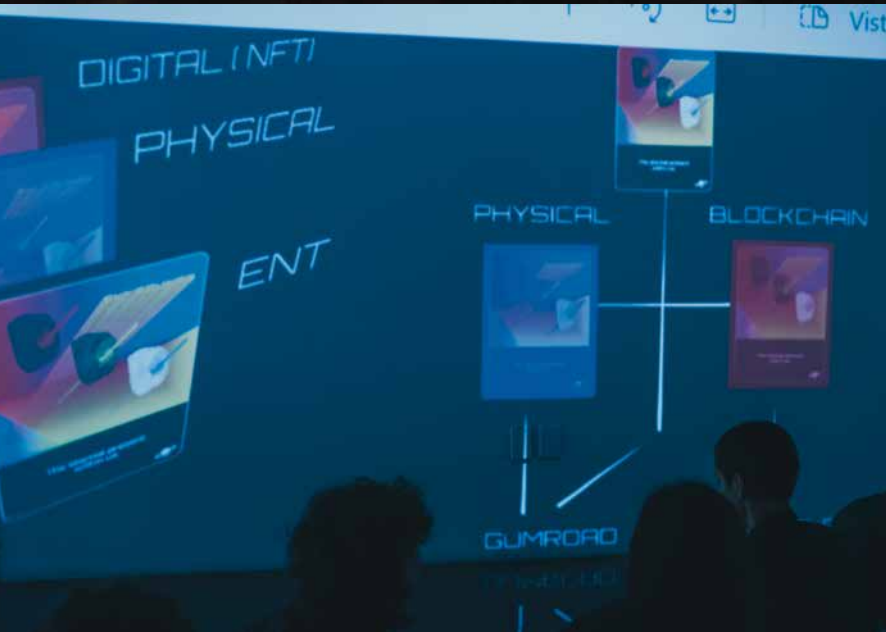 Vist
DIGITAL (NFT)
PHYSICAL
ENT
PHYSICAL
BLOCKCHAIN
GUMROAD